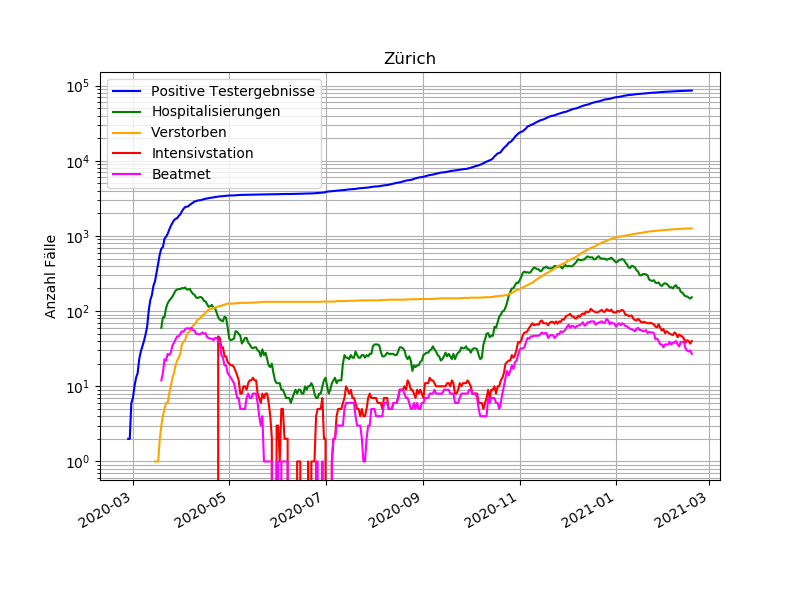 Zürich
Anzahl Fälle
10^5
10^4
10^3
10^2
10^1
10^0
Positive Testergebnisse
Hospitalisierungen
Verstorben
Intensivstation
Beatmet
2020-03
2020-05
2020-07
2020-09
2020-11
2021-01
2021-03